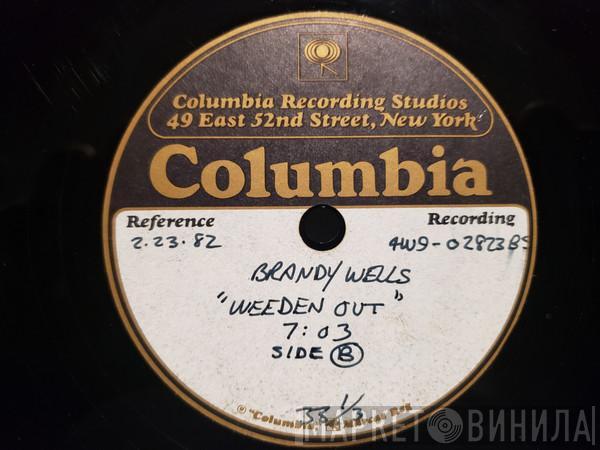 Columbia Recording Studios
49 East 52nd Street, New York
Columbia
Reference Recording
2.23.82 4W9-02823BS
BRANDY WELLS
"WEEDEN OUT"
7:03
SIDE B
33 1/3
® "Columbia,"
МАРКЕТ ВИНИЛА